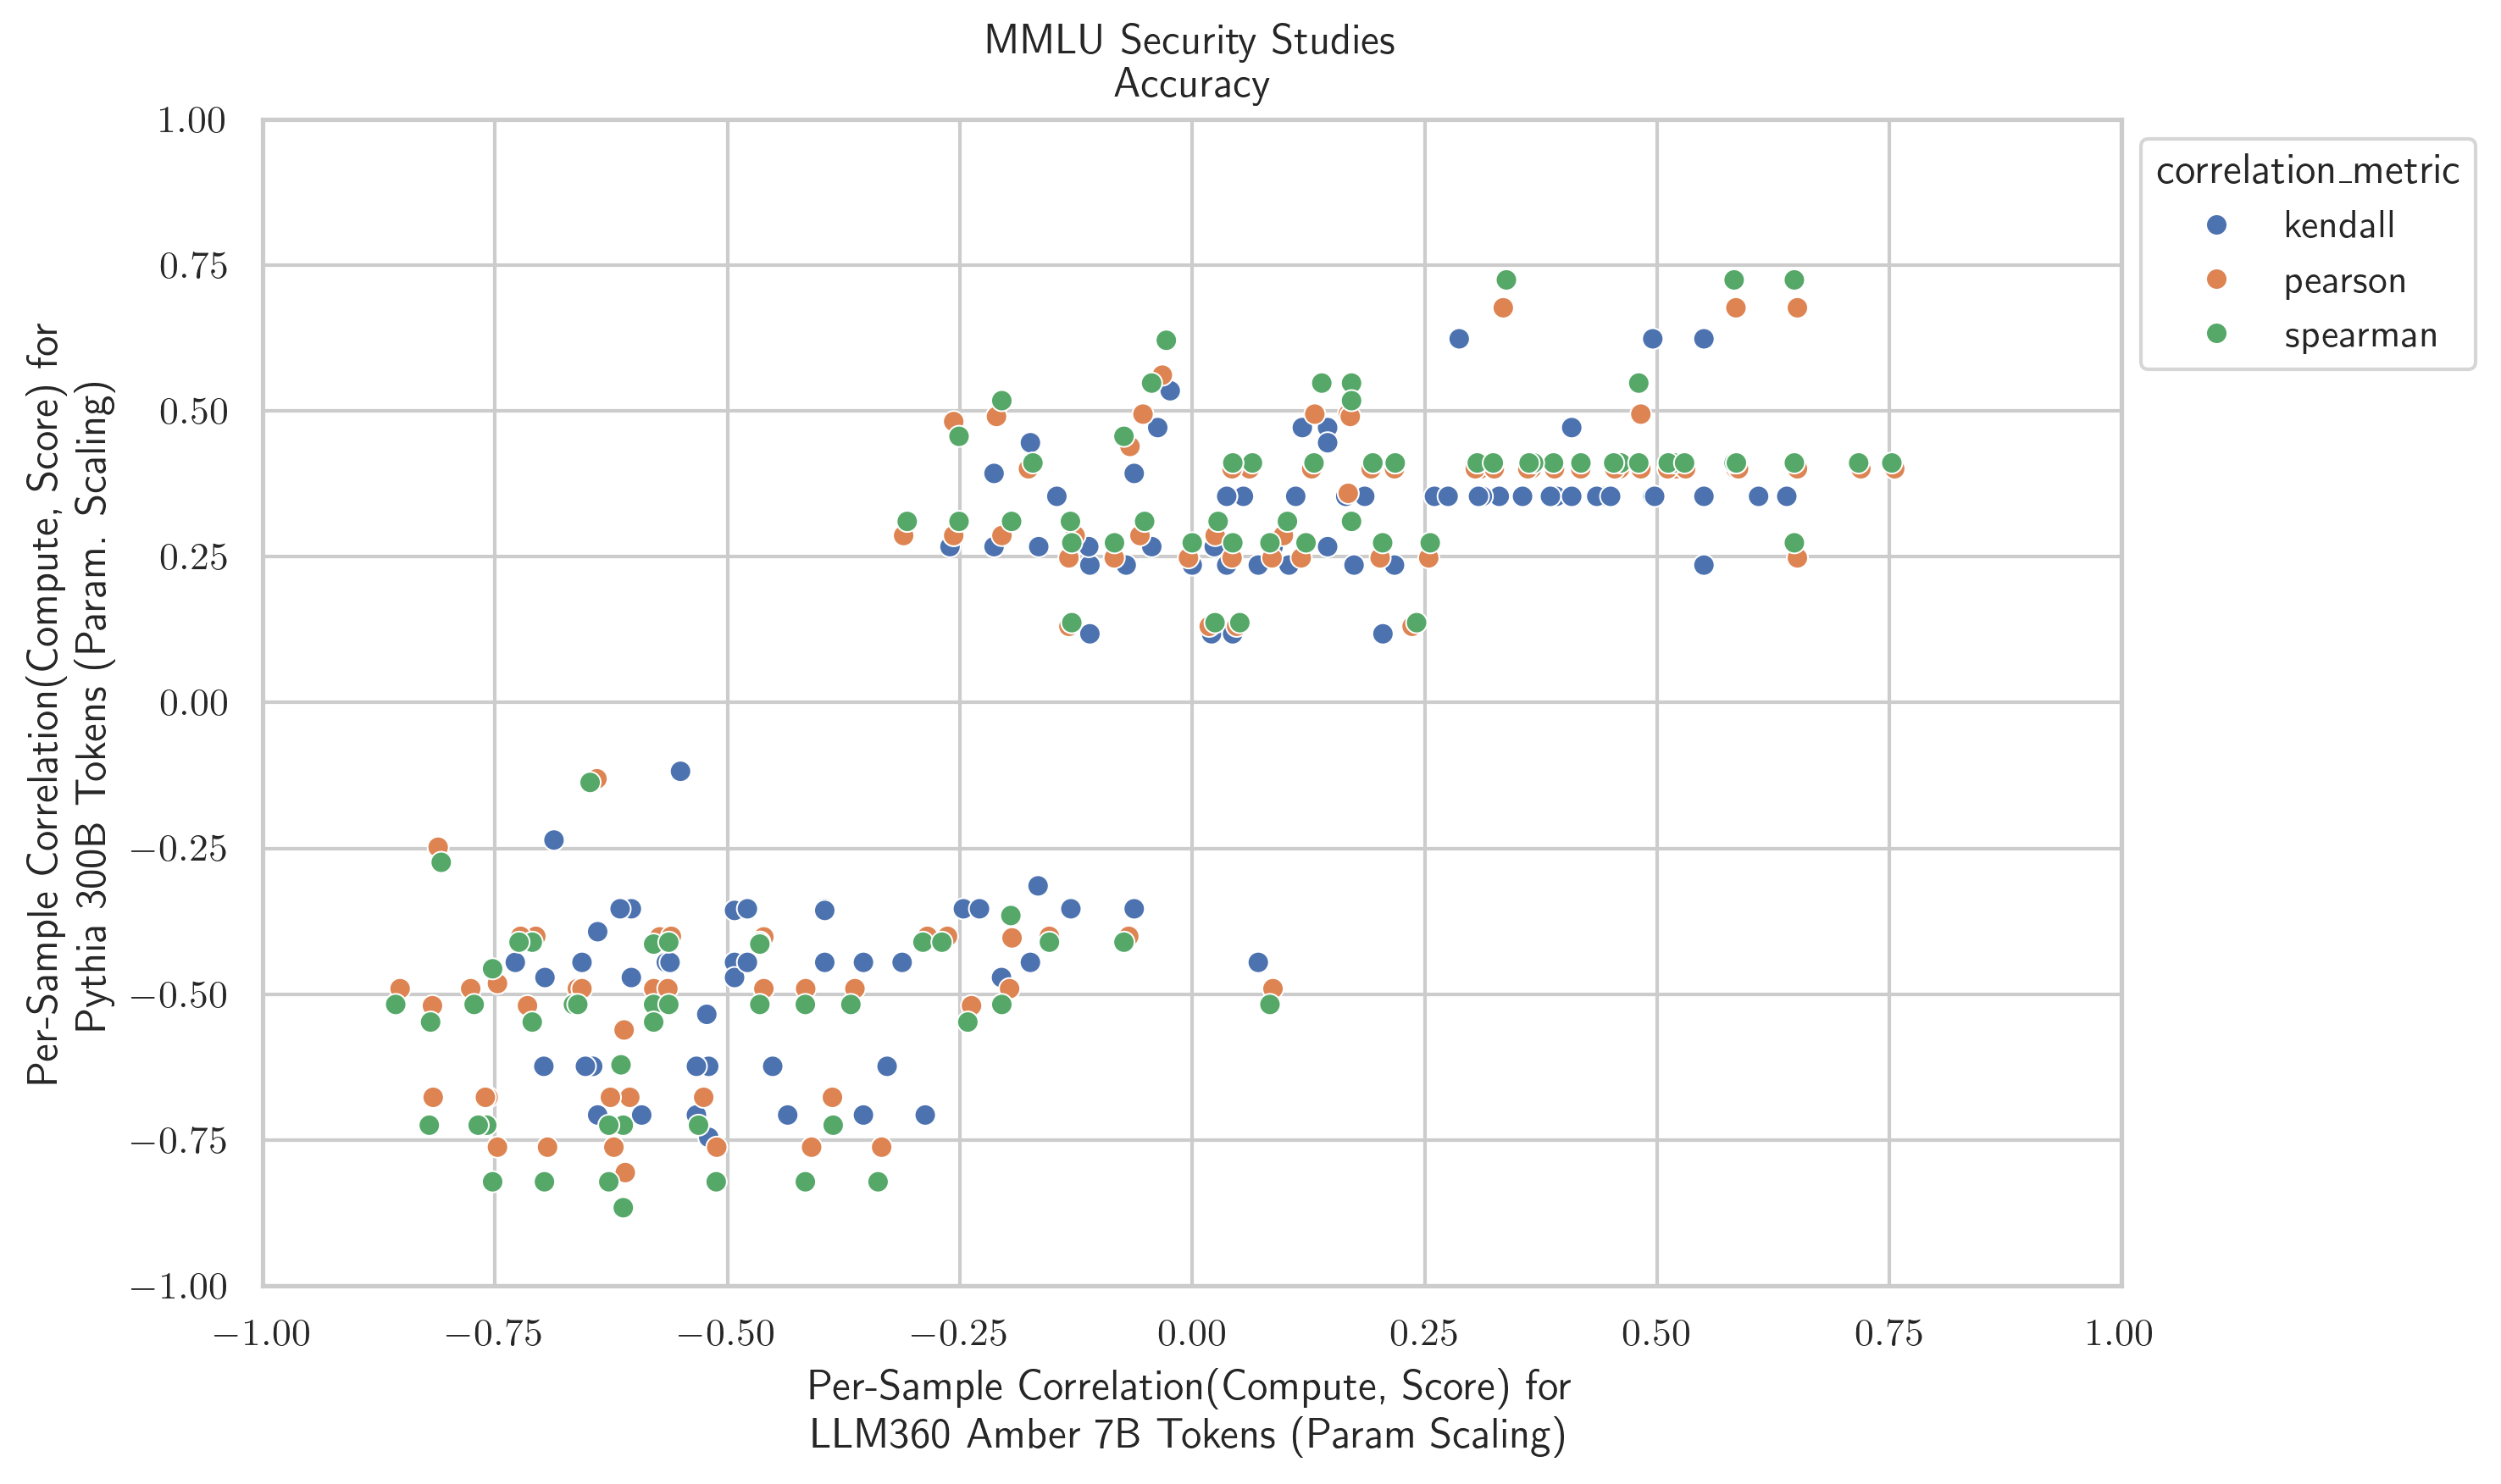 MMLU Security Studies
Accuracy
1.00
0.75
0.50
0.25
0.00
−0.25
−0.50
−0.75
−1.00
Per-Sample Correlation(Compute, Score) for
Pythia 300B Tokens (Param. Scaling)
−1.00 −0.75 −0.50 −0.25 0.00 0.25 0.50 0.75 1.00
Per-Sample Correlation(Compute, Score) for
LLM360 Amber 7B Tokens (Param Scaling)
correlation_metric
kendall
pearson
spearman